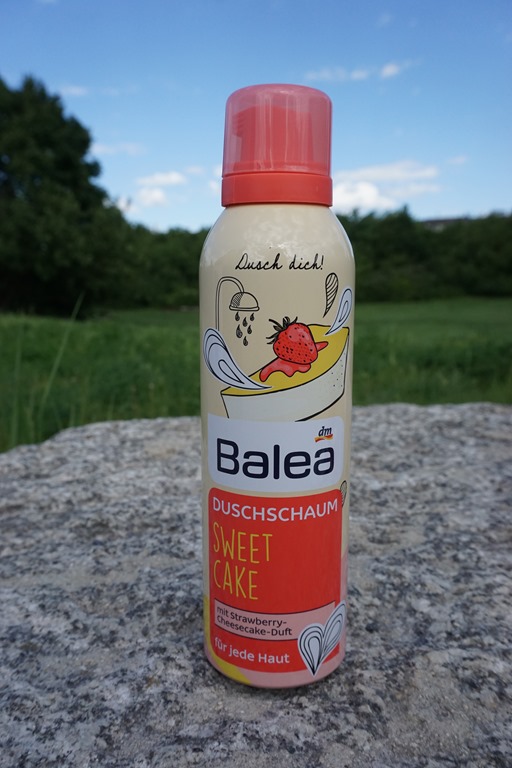 Dusch dich!
dm
Balea
DUSCHSCHAUM
SWEET
CAKE
mit Strawberry-
Cheesecake-Duft
für jede Haut